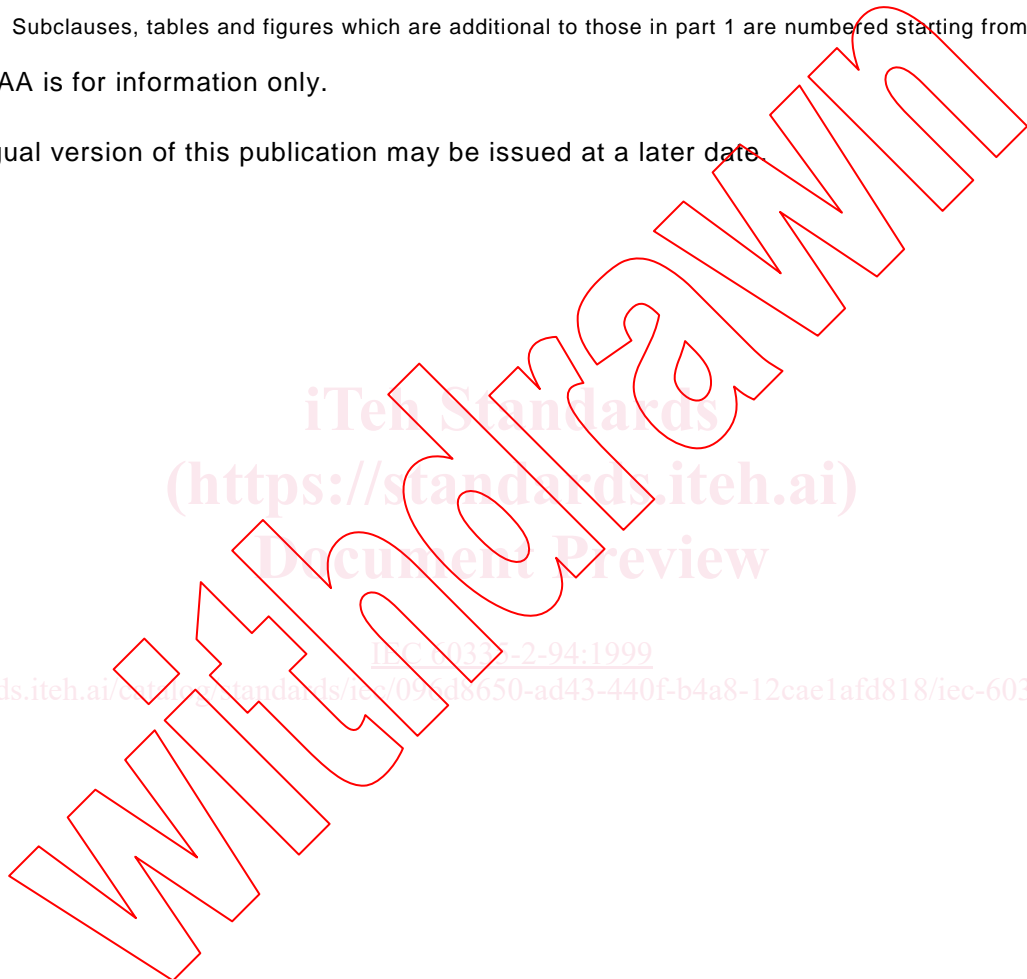 Subclauses, tables and figures which are additional to those in part 1 are numbered starting from
AA is for information only.
gual version of this publication may be issued at a later date.
withdrawn
iTeh Standards
(https://standards.iteh.ai)
Document Preview
IEC 60335-2-94:1999
ds.iteh.ai/catalog/standards/iec/096d8650-ad43-440f-b4a8-12cae1afd818/iec-603